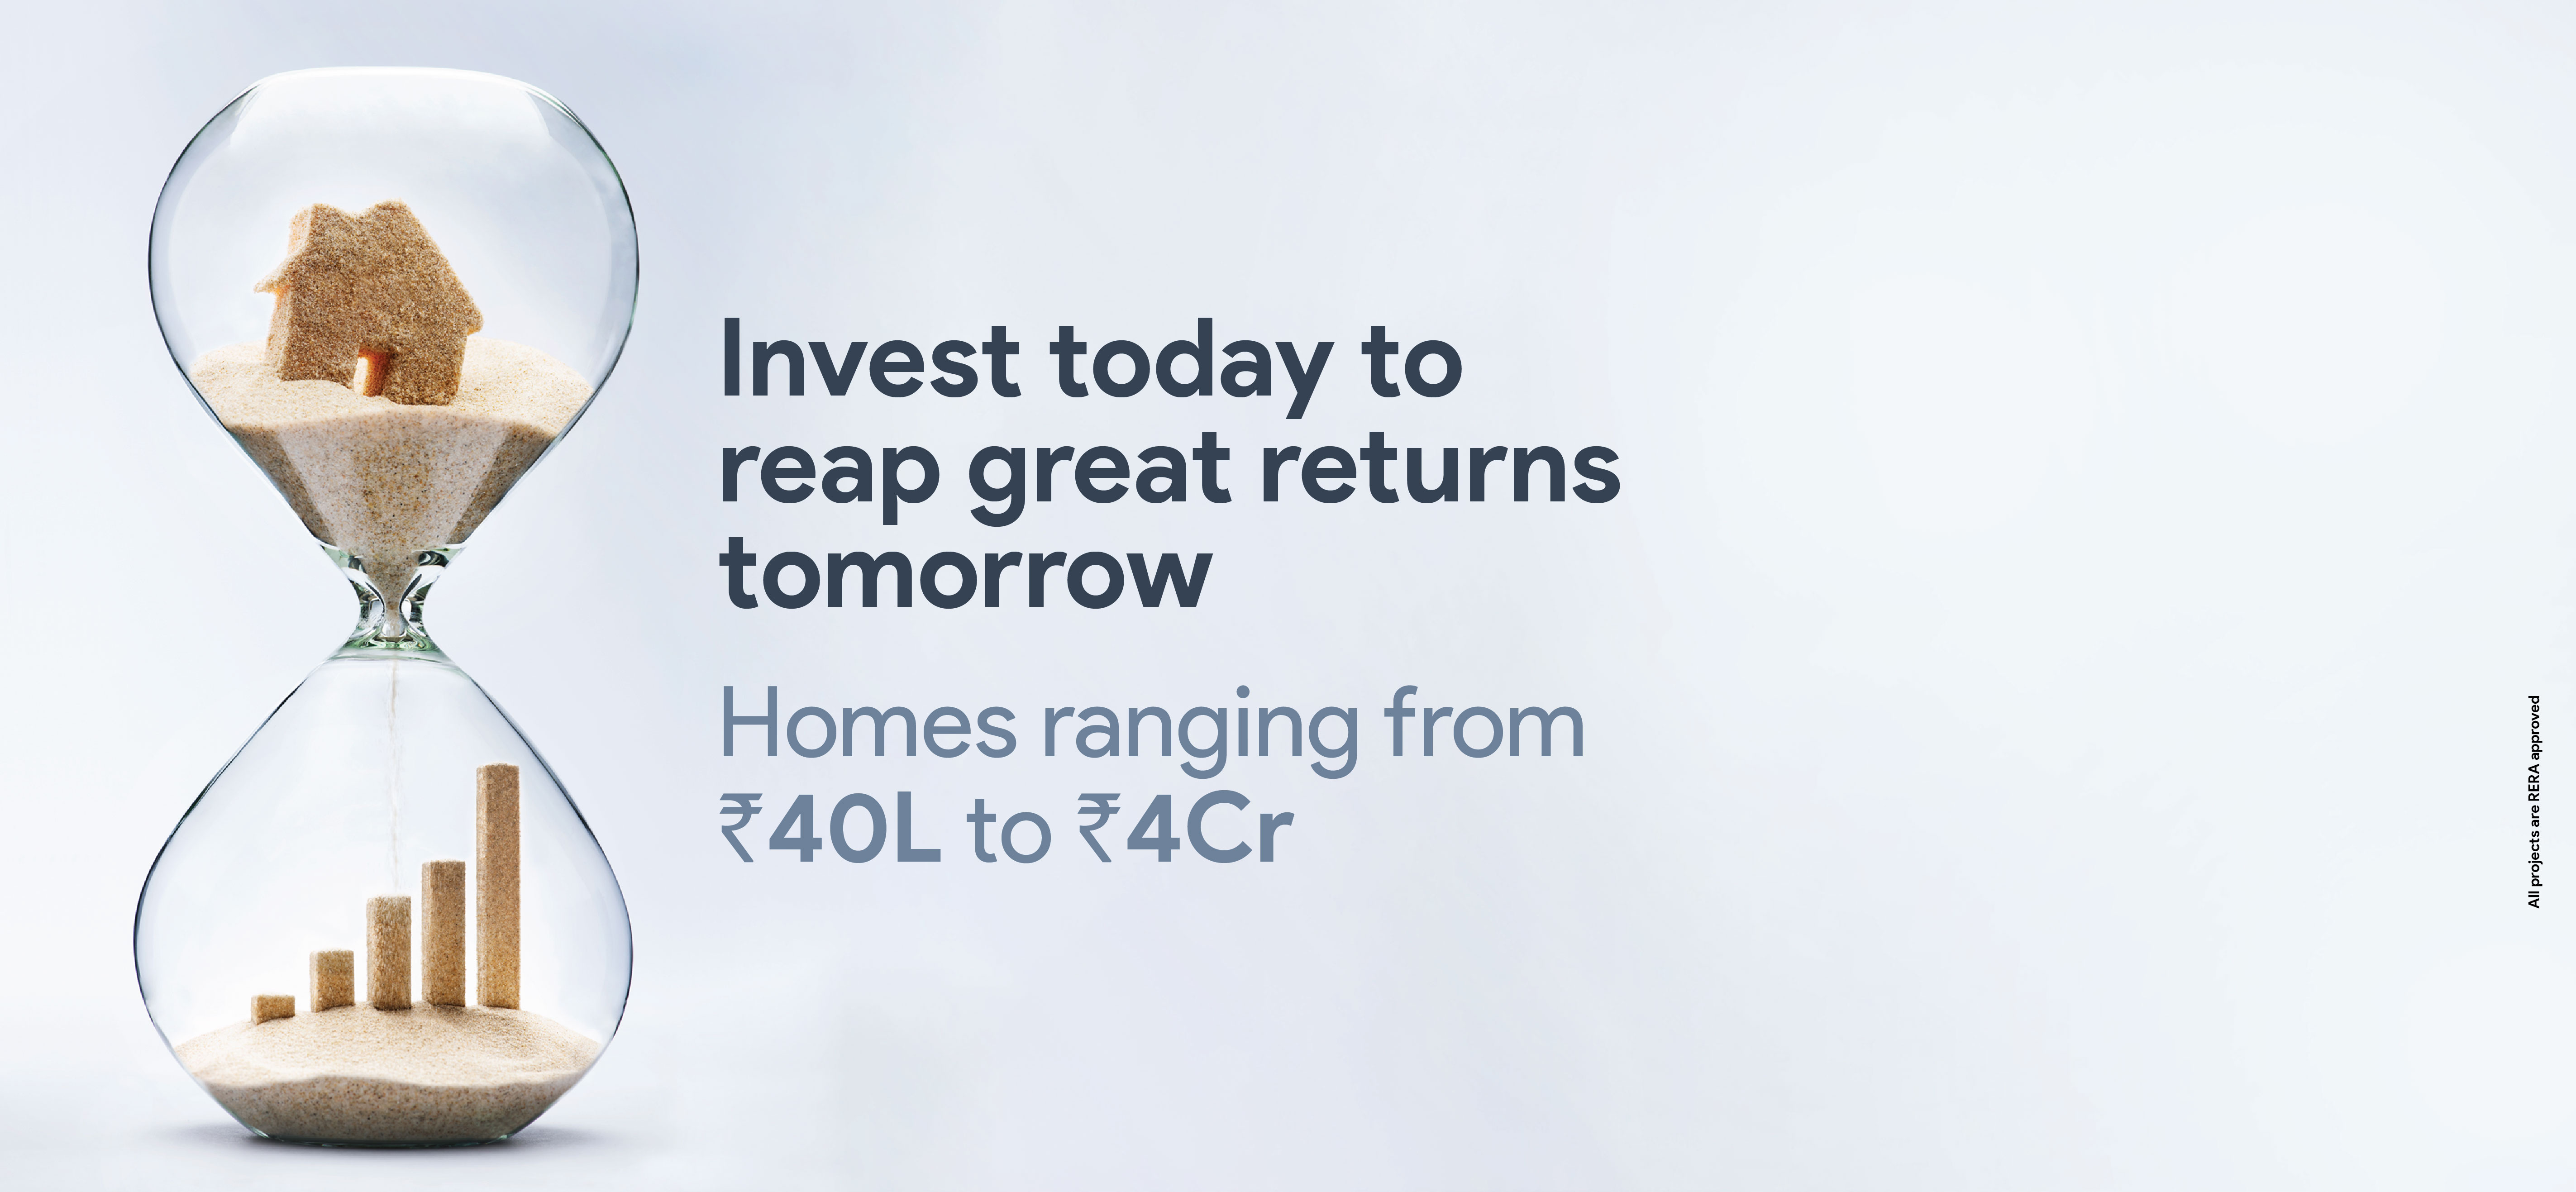 Invest today to
reap great returns
tomorrow
Homes ranging from
₹40L to ₹4Cr
All projects are RERA approved